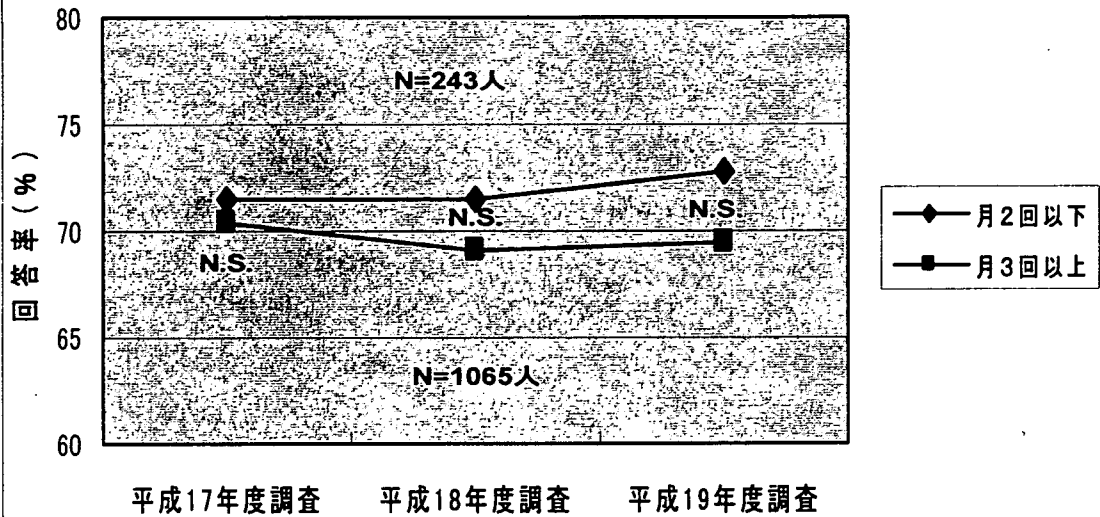 回答率(%)
80
75
70
65
60
N=243人
N.S.
N.S.
N.S.
N=1065人
平成17年度調査
平成18年度調査
平成19年度調査
月2回以下
月3回以上